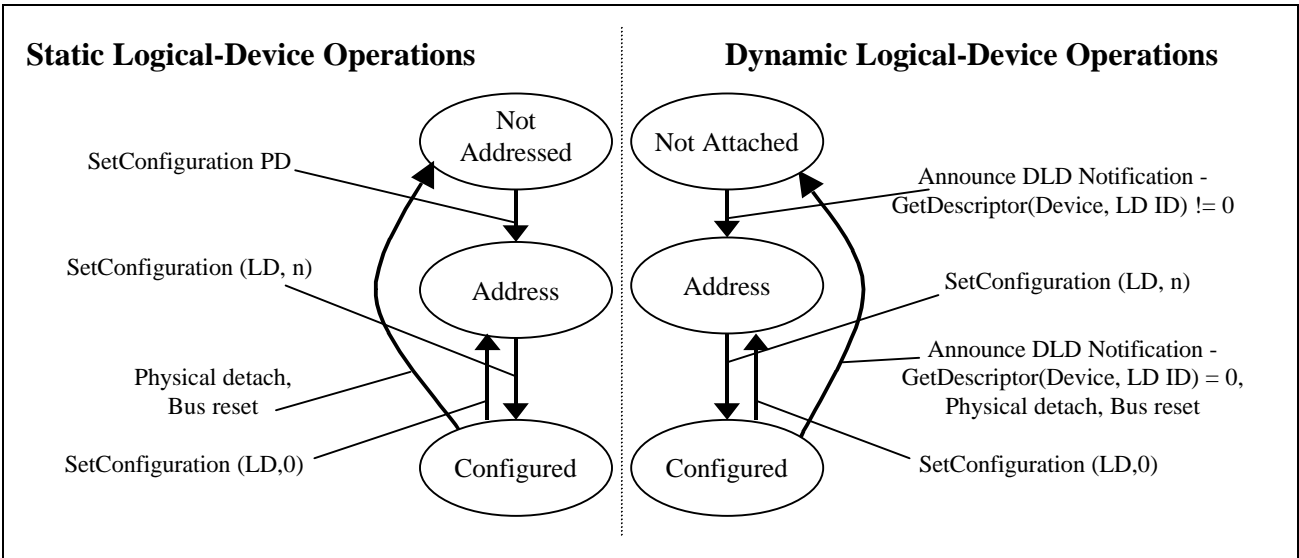 Static Logical-Device Operations
Not
Addressed
SetConfiguration PD
SetConfiguration (LD, n)
Address
Physical detach,
Bus reset
SetConfiguration (LD,0)
Configured
Dynamic Logical-Device Operations
Not Attached
Announce DLD Notification -
GetDescriptor(Device, LD ID) != 0
Address
SetConfiguration (LD, n)
Announce DLD Notification -
GetDescriptor(Device, LD ID) = 0,
Physical detach, Bus reset
Configured
SetConfiguration (LD,0)